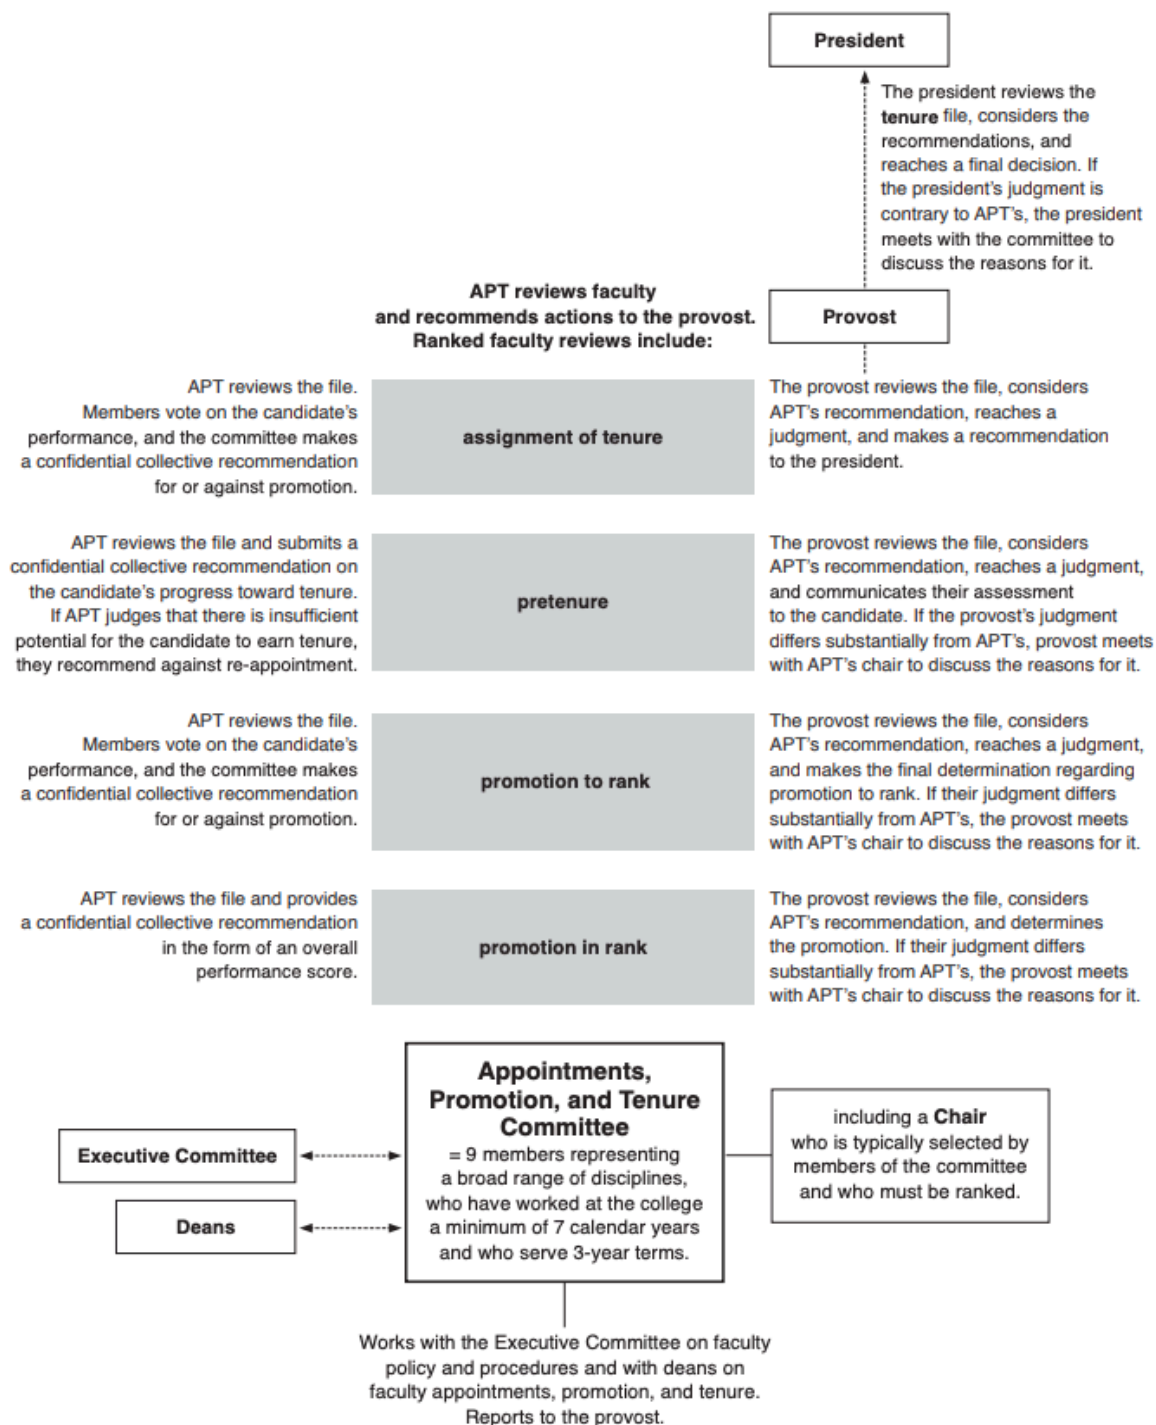 President
The president reviews the
tenure file, considers the
recommendations, and
reaches a final decision. If
the president's judgment is
contrary to APT's, the president
meets with the committee to
discuss the reasons for it.
APT reviews faculty
and recommends actions to the provost.
Ranked faculty reviews include:
Provost
APT reviews the file.
Members vote on the candidate's
performance, and the committee makes
a confidential collective recommendation
for or against promotion.
assignment of tenure
The provost reviews the file, considers
APT's recommendation, reaches a
judgment, and makes a recommendation
to the president.
APT reviews the file and submits a
confidential collective recommendation on
the candidate's progress toward tenure.
If APT judges that there is insufficient
potential for the candidate to earn tenure,
they recommend against re-appointment.
pretenure
The provost reviews the file, considers
APT's recommendation, reaches a judgment,
and communicates their assessment
to the candidate. If the provost's judgment
differs substantially from APT's, provost meets
with APT's chair to discuss the reasons for it.
APT reviews the file.
Members vote on the candidate's
performance, and the committee makes
a confidential collective recommendation
for or against promotion.
promotion to rank
The provost reviews the file, considers
APT's recommendation, reaches a judgment,
and makes the final determination regarding
promotion to rank. If their judgment differs
substantially from APT's, the provost meets
with APT's chair to discuss the reasons for it.
APT reviews the file and provides
a confidential collective recommendation
in the form of an overall
performance score.
promotion in rank
The provost reviews the file, considers
APT's recommendation, and determines
the promotion. If their judgment differs
substantially from APT's, the provost meets
with APT's chair to discuss the reasons for it.
Executive Committee
Deans
Appointments,
Promotion, and Tenure
Committee
= 9 members representing
a broad range of disciplines,
who have worked at the college
a minimum of 7 calendar years
and who serve 3-year terms.
including a Chair
who is typically selected by
members of the committee
and who must be ranked.
Works with the Executive Committee on faculty
policy and procedures and with deans on
faculty appointments, promotion, and tenure.
Reports to the provost.